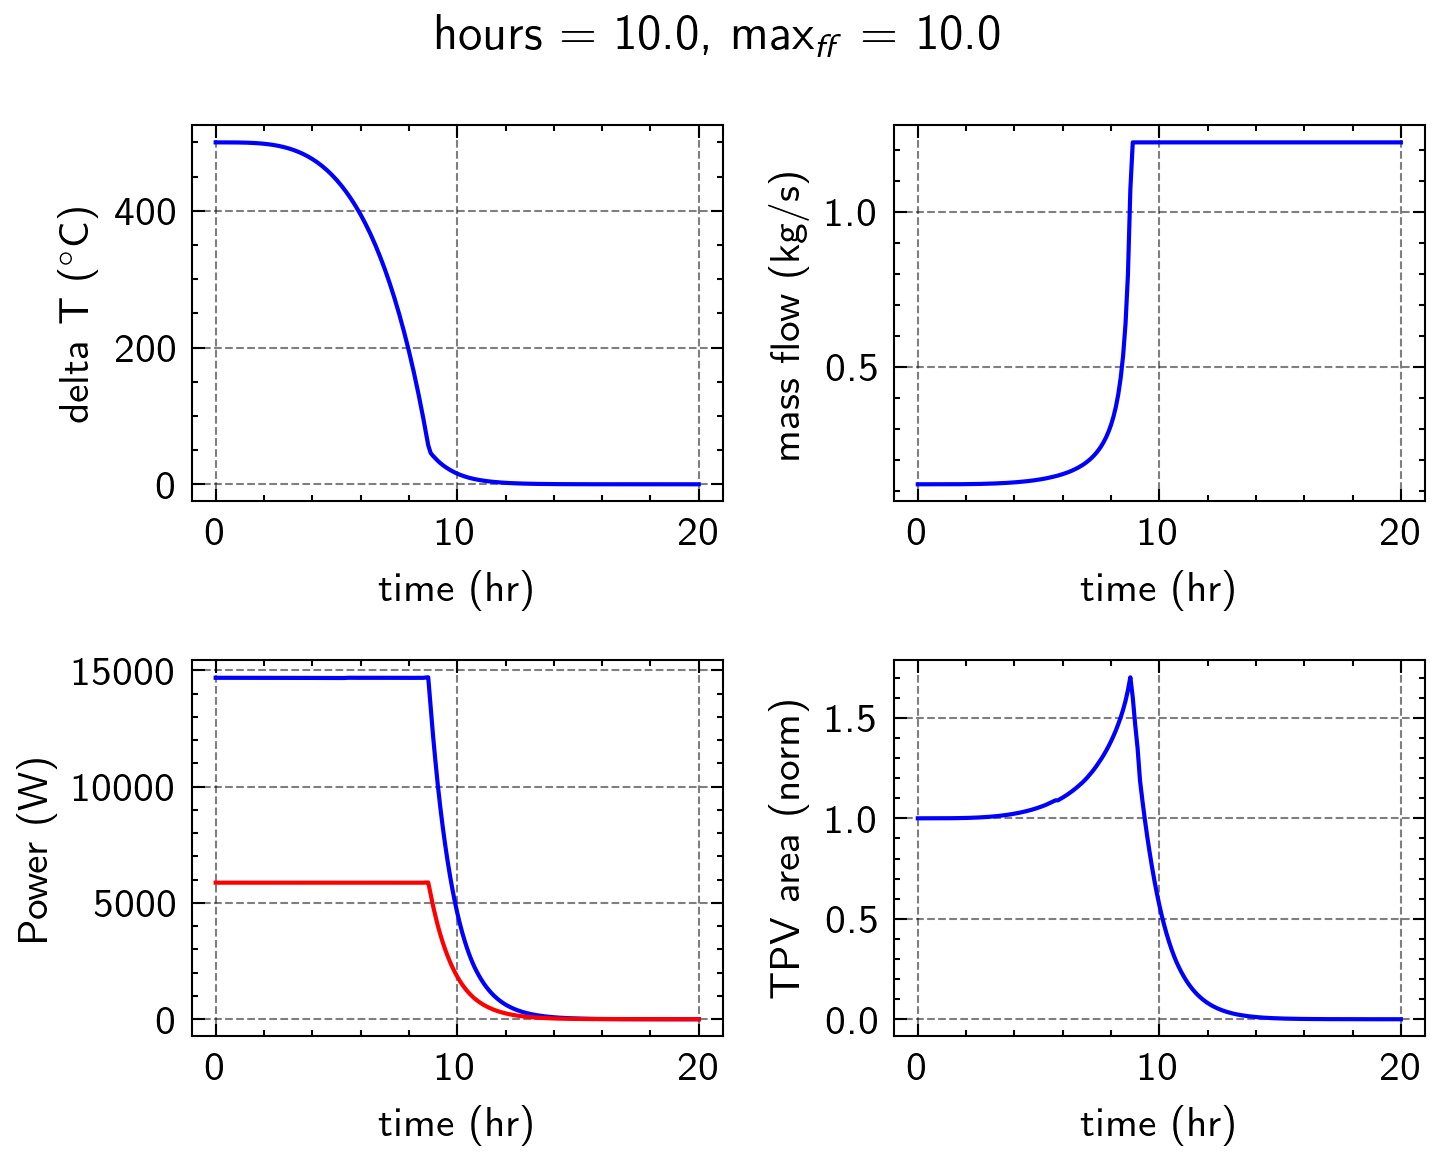 hours = 10.0, max_ff = 10.0
delta T (°C)
400
200
0
0 10 20
time (hr)
mass flow (kg/s)
1.0
0.5
0 10 20
time (hr)
Power (W)
15000
10000
5000
0
0 10 20
time (hr)
TPV area (norm)
1.5
1.0
0.5
0.0
0 10 20
time (hr)